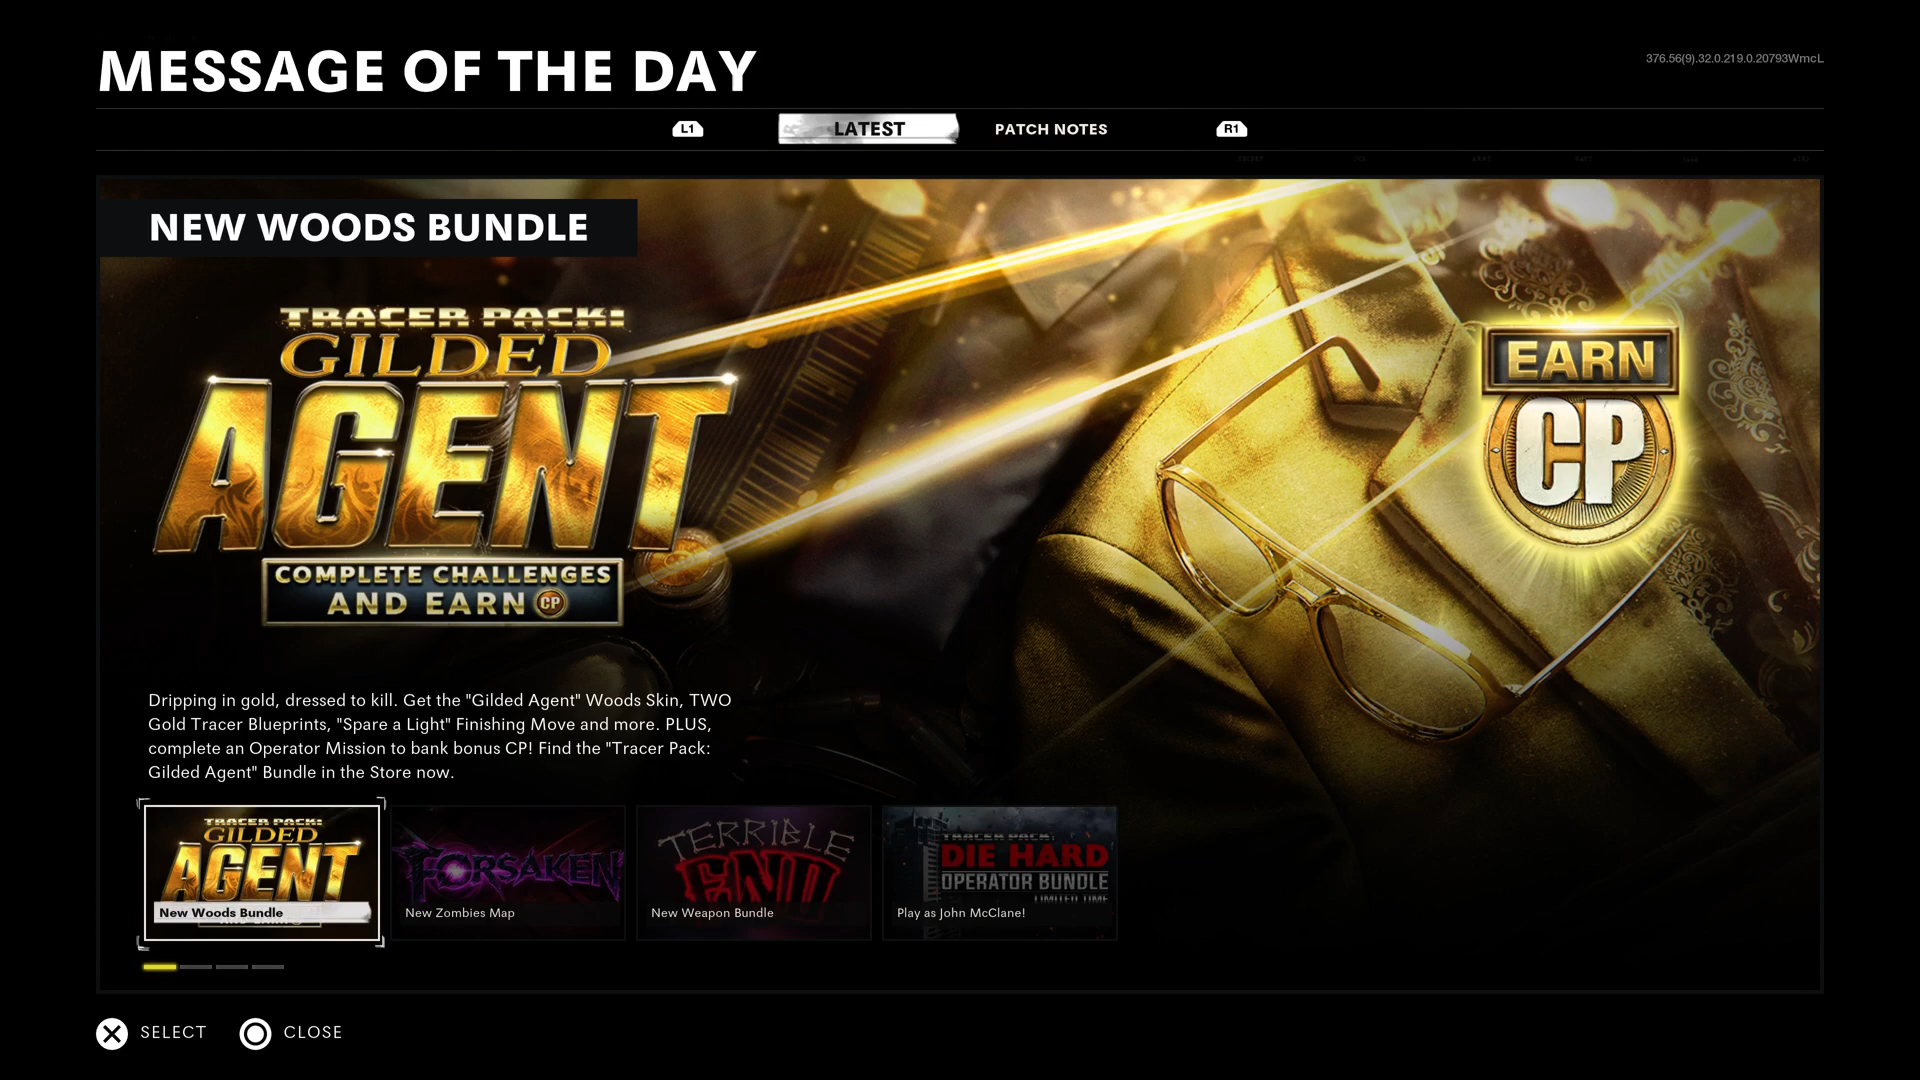 MESSAGE OF THE DAY
376.56(9).32.0.219.0.20793WmcL
L1
LATEST
PATCH NOTES
R1
NEW WOODS BUNDLE
TRACER PACK:
GILDED
AGENT
COMPLETE CHALLENGES
AND EARN CP
EARN
CP
Dripping in gold, dressed to kill. Get the "Gilded Agent" Woods Skin, TWO
Gold Tracer Blueprints, "Spare a Light" Finishing Move and more. PLUS,
complete an Operator Mission to bank bonus CP! Find the "Tracer Pack:
Gilded Agent" Bundle in the Store now.
TRACER PACK:
GILDED
AGENT
New Woods Bundle
FORSAKEN
New Zombies Map
TERRIBLE
END
New Weapon Bundle
TRACER PACK:
DIE HARD
OPERATOR BUNDLE
LIMITED TIME
Play as John McClane!
SELECT
CLOSE